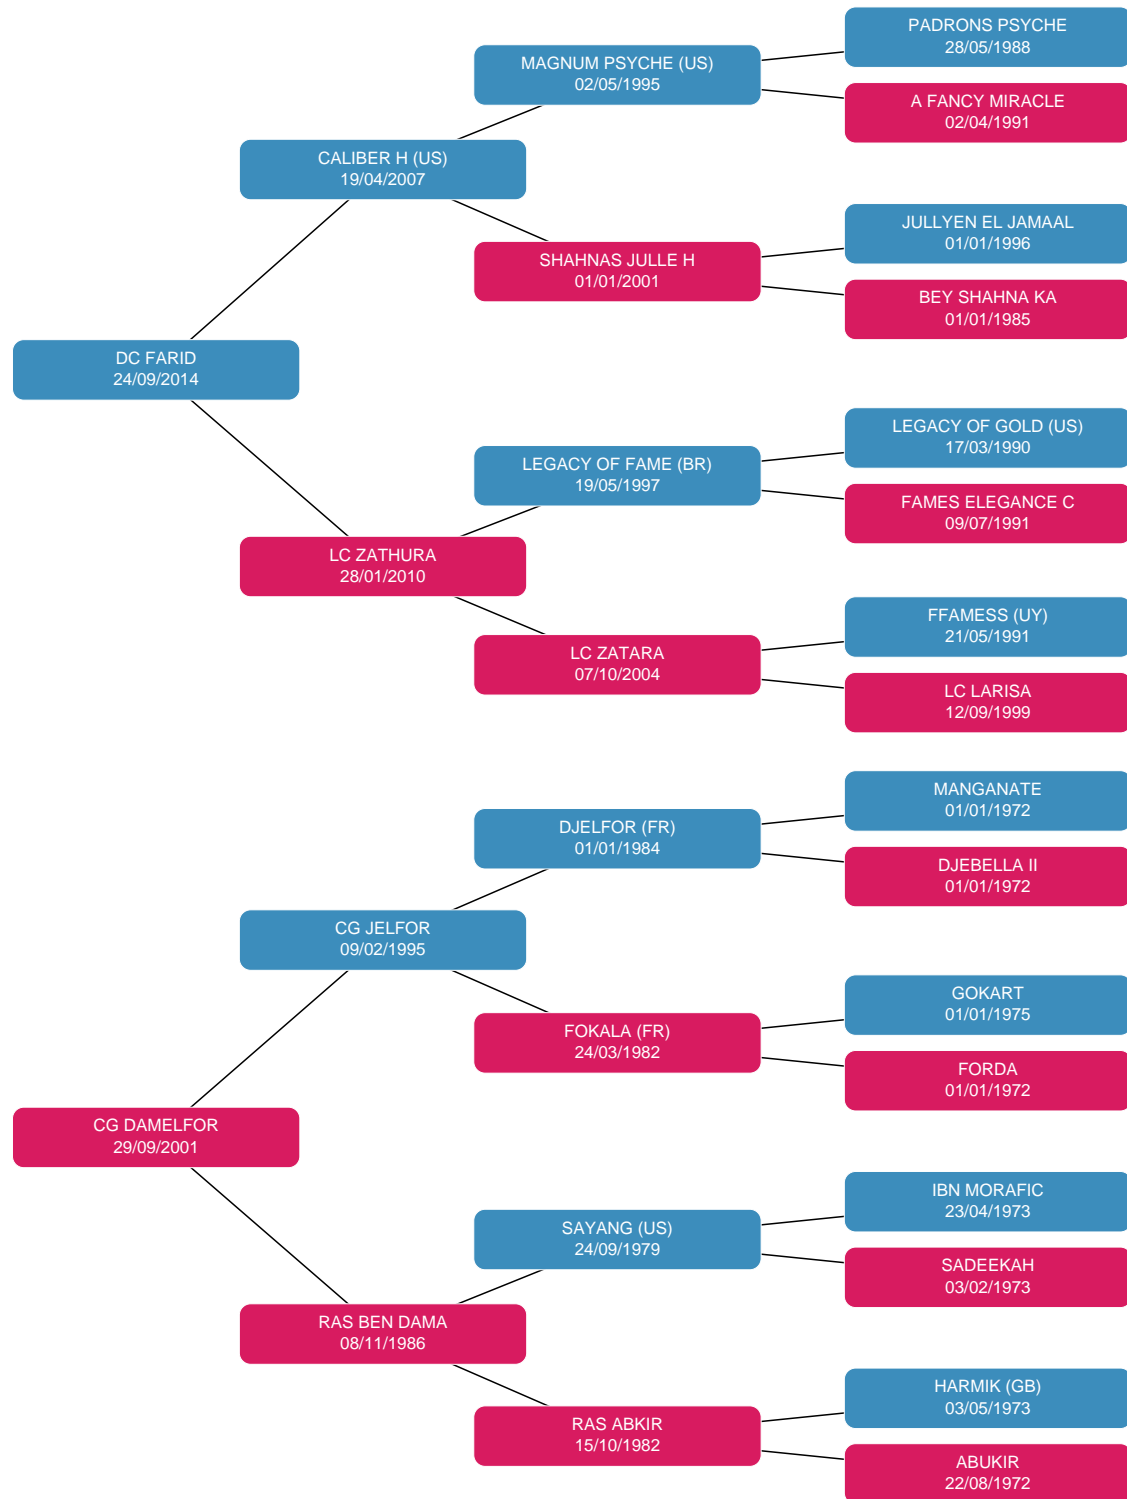 PADRONS PSYCHE
28/05/1988
MAGNUM PSYCHE (US)
02/05/1995
A FANCY MIRACLE
02/04/1991
CALIBER H (US)
19/04/2007
JULLYEN EL JAMAAL
01/01/1996
SHAHNAS JULLE H
01/01/2001
BEY SHAHNA KA
01/01/1985
DC FARID
24/09/2014
LEGACY OF GOLD (US)
17/03/1990
LEGACY OF FAME (BR)
19/05/1997
FAMES ELEGANCE C
09/07/1991
LC ZATHURA
28/01/2010
FFAMESS (UY)
21/05/1991
LC ZATARA
07/10/2004
LC LARISA
12/09/1999
MANGANATE
01/01/1972
DJELFOR (FR)
01/01/1984
DJEBELLA II
01/01/1972
CG JELFOR
09/02/1995
GOKART
01/01/1975
FOKALA (FR)
24/03/1982
FORDA
01/01/1972
CG DAMELFOR
29/09/2001
IBN MORAFIC
23/04/1973
SAYANG (US)
24/09/1979
SADEEKAH
03/02/1973
RAS BEN DAMA
08/11/1986
HARMIK (GB)
03/05/1973
RAS ABKIR
15/10/1982
ABUKIR
22/08/1972